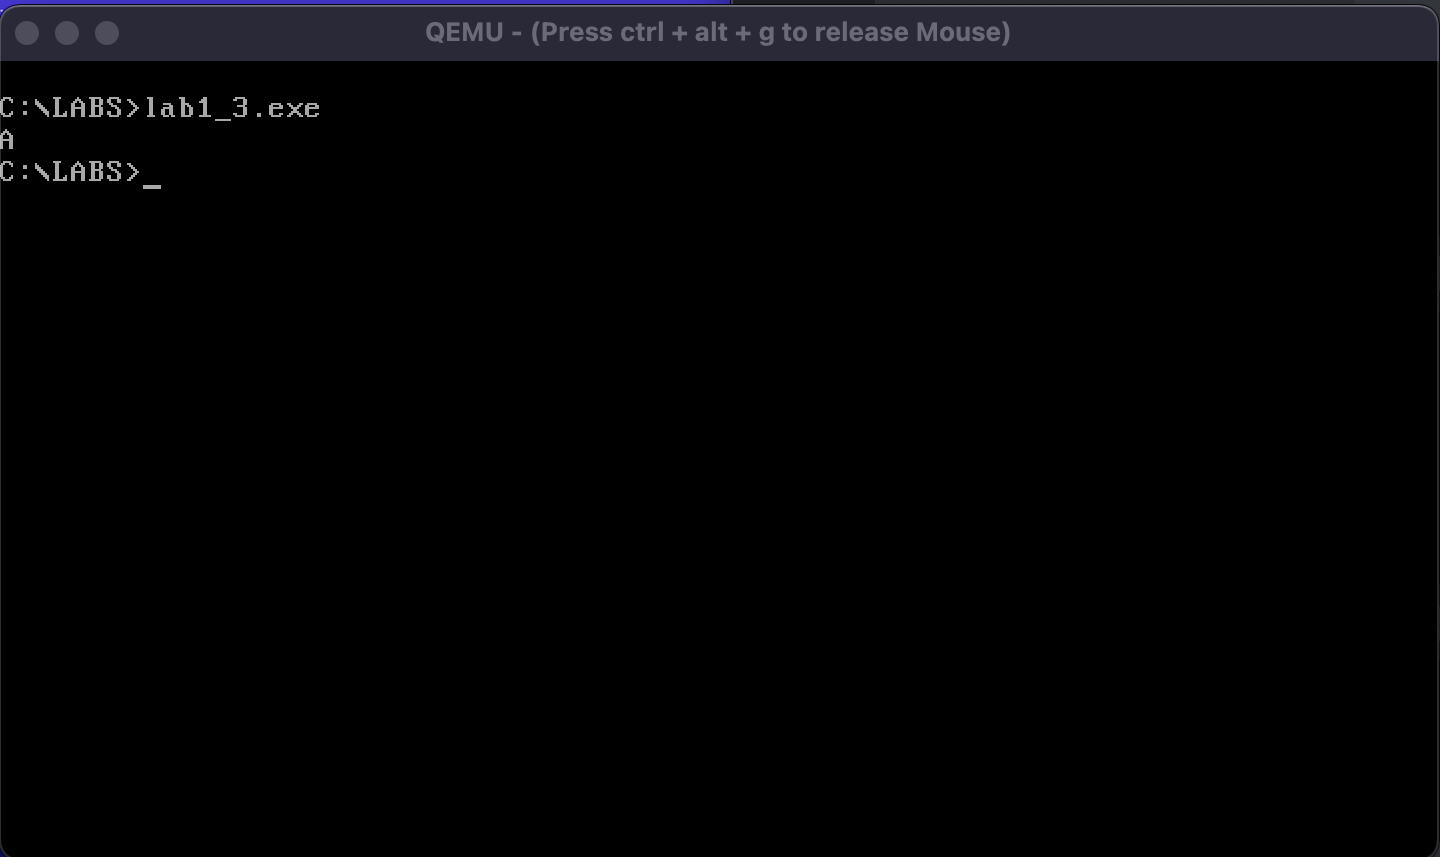 QEMU - (Press ctrl + alt + g to release Mouse)
C:\LABS>lab1_3.exe
A
C:\LABS>_